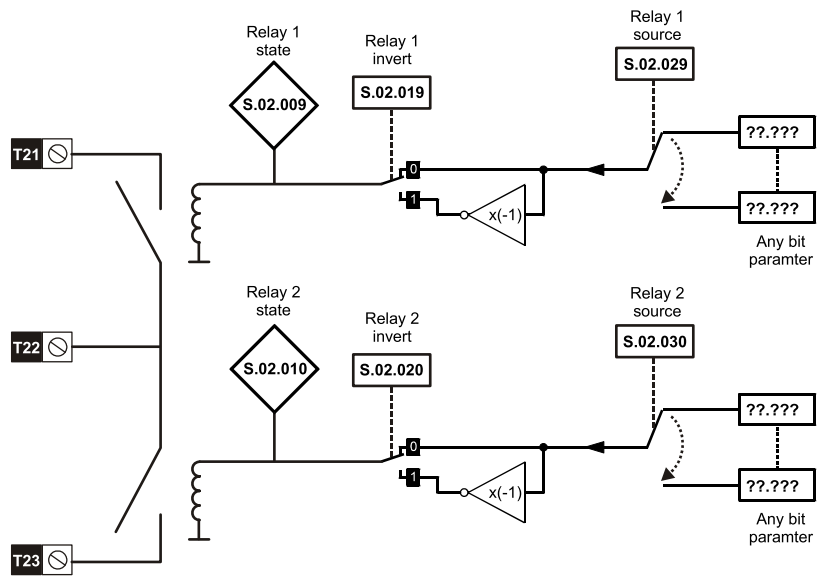 Relay 1
state
S.02.009
Relay 1
invert
S.02.019
Relay 1
source
S.02.029
T21
0
1
x(-1)
??.???
??.???
Any bit
paramter
T22
Relay 2
state
S.02.010
Relay 2
invert
S.02.020
Relay 2
source
S.02.030
0
1
x(-1)
??.???
??.???
Any bit
paramter
T23